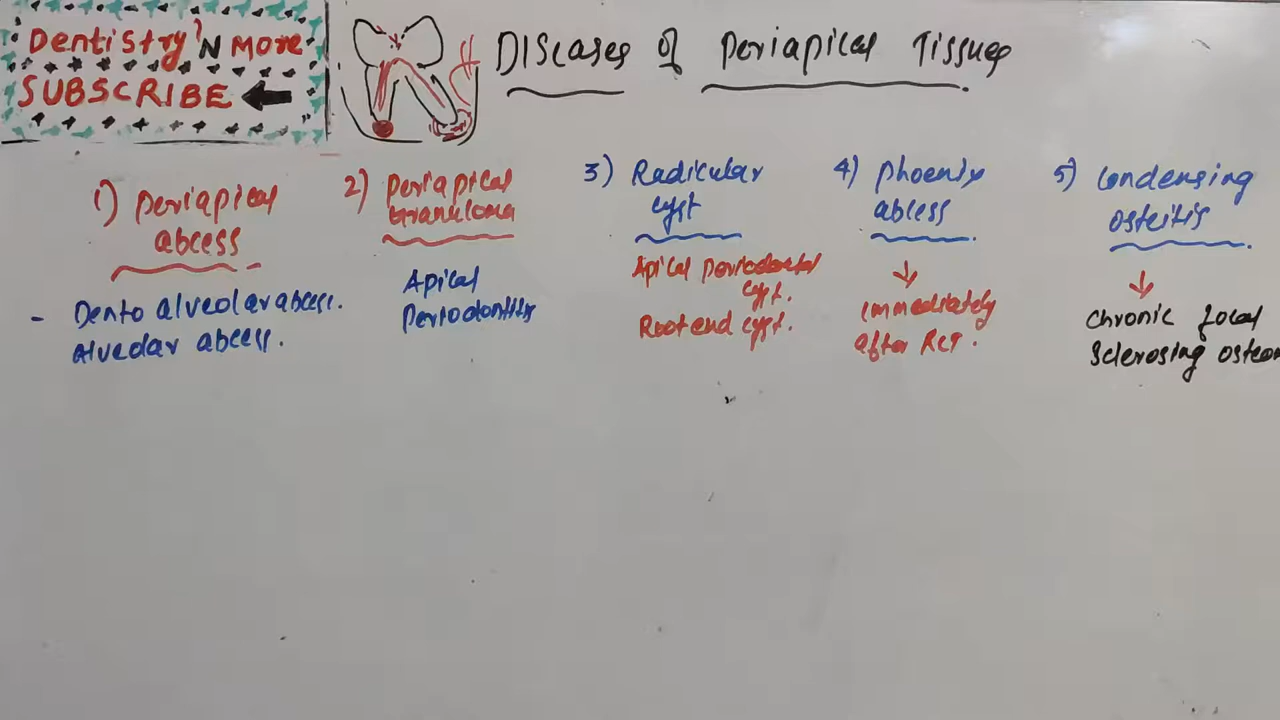 Dentistry'N More
SUBSCRIBE
Diseases of Periapical Tissues
1) Periapical
abcess
- Dento alveolar abcess.
Alveolar abcess.
2) Periapical
Granuloma
Apical
Periodontitis
3) Radicular
cyst
Apical periodontal
cyst.
Root end cyst.
4) Phoenix
abcess
immediately
after RCT.
5) Condensing
osteitis
Chronic focal
Sclerosing